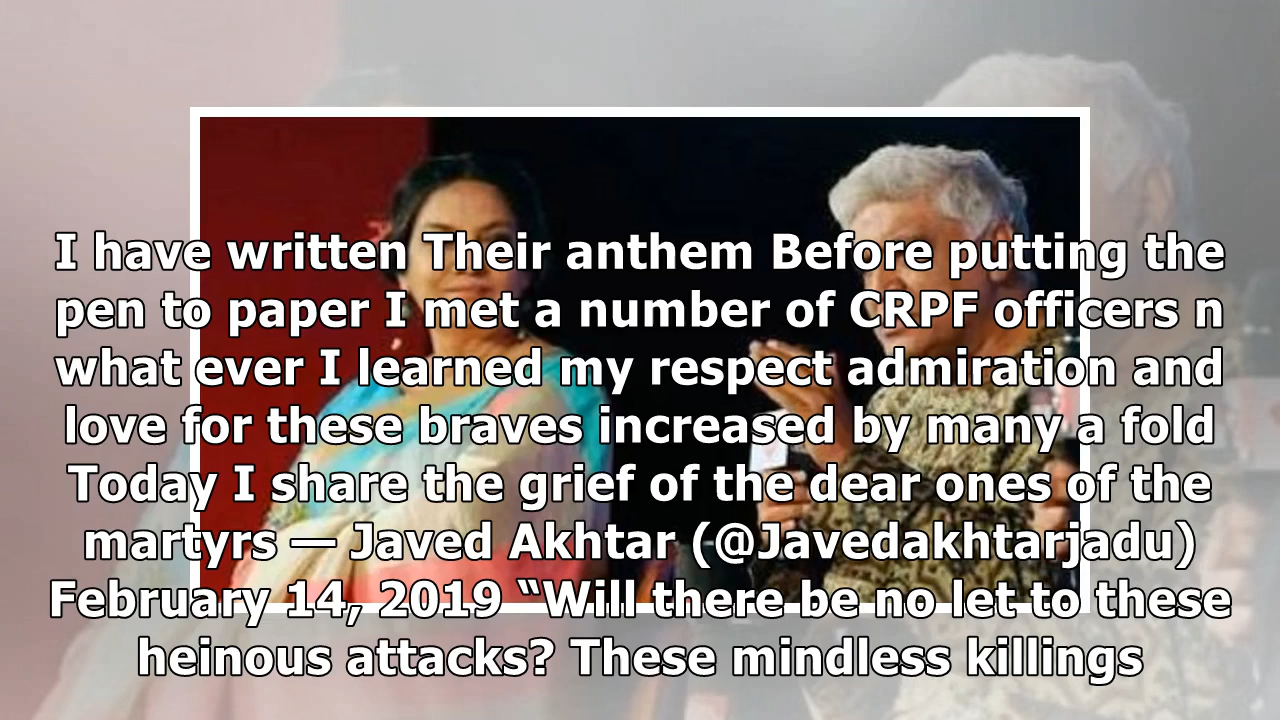 I have written Their anthem Before putting the
pen to paper I met a number of CRPF officers n
what ever I learned my respect admiration and
love for these braves increased by many a fold
Today I share the grief of the dear ones of the
martyrs — Javed Akhtar (@Javedakhtarjadu)
February 14, 2019 “Will there be no let to these
heinous attacks? These mindless killings